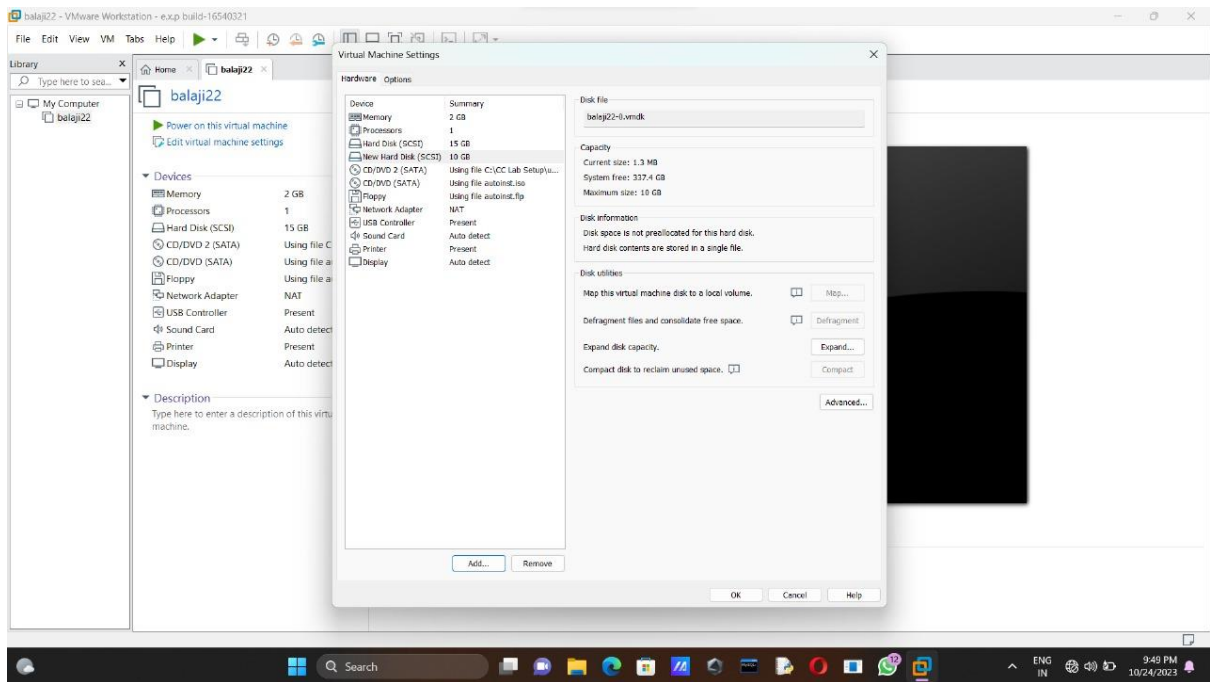 balaji22 - VMware Workstation - e.x.p build-16540321
File Edit View VM Tabs Help
Library X
Type here to sea...
My Computer
balaji22
Home
balaji22
balaji22
Power on this virtual machine
Edit virtual machine settings
Devices
Memory 2 GB
Processors 1
Hard Disk (SCSI) 15 GB
CD/DVD 2 (SATA) Using file C
CD/DVD (SATA) Using file a
Floppy Using file a
Network Adapter NAT
USB Controller Present
Sound Card Auto detect
Printer Present
Display Auto detect
Description
Type here to enter a description of this virtu
machine.
Virtual Machine Settings
Hardware Options
Device Summary
Memory 2 GB
Processors 1
Hard Disk (SCSI) 15 GB
New Hard Disk (SCSI) 10 GB
CD/DVD 2 (SATA) Using file C:\CC Lab Setup\u...
CD/DVD (SATA) Using file autoinst.iso
Floppy Using file autoinst.flp
Network Adapter NAT
USB Controller Present
Sound Card Auto detect
Printer Present
Display Auto detect
Add... Remove
Disk file
balaji22-0.vmdk
Capacity
Current size: 1.3 MB
System free: 337.4 GB
Maximum size: 10 GB
Disk information
Disk space is not preallocated for this hard disk.
Hard disk contents are stored in a single file.
Disk utilities
Map this virtual machine disk to a local volume. Map...
Defragment files and consolidate free space. Defragment
Expand disk capacity. Expand...
Compact disk to reclaim unused space. Compact
Advanced...
OK Cancel Help
Search
12
ENG
IN
9:49 PM
10/24/2023